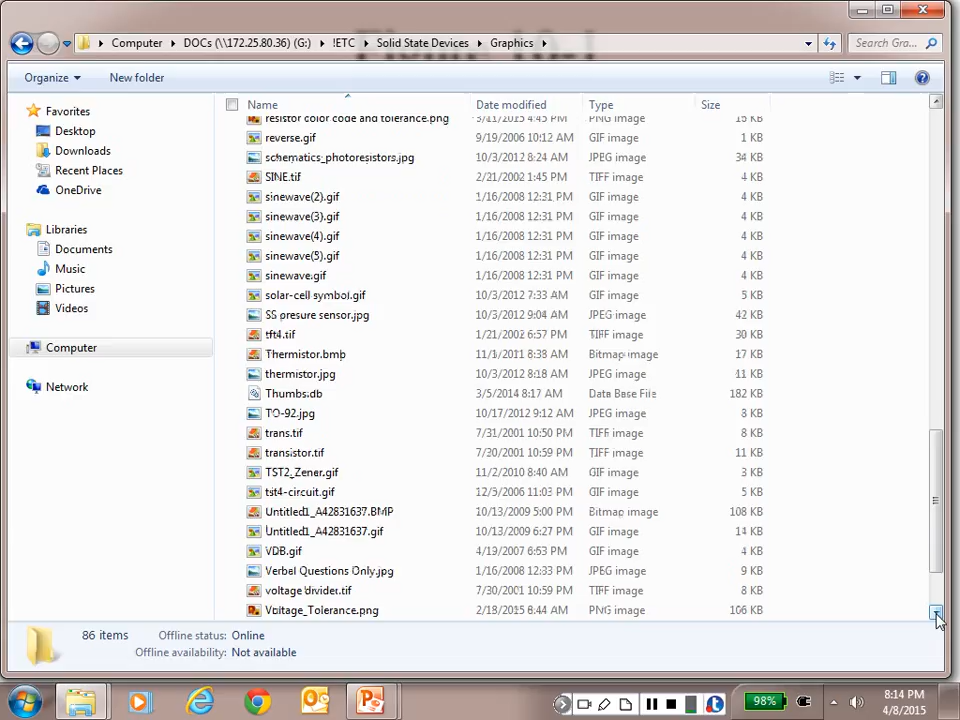 Computer ▸ DOCs (\\172.25.80.36) (G:) ▸ !ETC ▸ Solid State Devices ▸ Graphics ▸
Search Gra...
Organize
New folder
Favorites
Desktop
Downloads
Recent Places
OneDrive
Libraries
Documents
Music
Pictures
Videos
Computer
Network
Name Date modified Type Size
resistor color code and tolerance.png 3/11/2015 4:45 PM PNG image 15 KB
reverse.gif 9/19/2006 10:12 AM GIF image 1 KB
schematics_photoresistors.jpg 10/3/2012 8:24 AM JPEG image 34 KB
SINE.tif 2/21/2002 1:45 PM TIFF image 4 KB
sinewave(2).gif 1/16/2008 12:31 PM GIF image 4 KB
sinewave(3).gif 1/16/2008 12:31 PM GIF image 4 KB
sinewave(4).gif 1/16/2008 12:31 PM GIF image 4 KB
sinewave(5).gif 1/16/2008 12:31 PM GIF image 4 KB
sinewave.gif 1/16/2008 12:31 PM GIF image 4 KB
solar-cell symbol.gif 10/3/2012 7:33 AM GIF image 5 KB
SS presure sensor.jpg 10/3/2012 9:04 AM JPEG image 42 KB
tft4.tif 1/21/2002 6:57 PM TIFF image 30 KB
Thermistor.bmp 11/1/2011 8:38 AM Bitmap image 17 KB
thermistor.jpg 10/3/2012 8:18 AM JPEG image 11 KB
Thumbs.db 3/5/2014 8:17 AM Data Base File 182 KB
TO-92.jpg 10/17/2012 9:12 AM JPEG image 8 KB
trans.tif 7/31/2001 10:50 PM TIFF image 8 KB
transistor.tif 7/30/2001 10:59 PM TIFF image 11 KB
TST2_Zener.gif 11/2/2010 8:40 AM GIF image 3 KB
tst4-circuit.gif 12/3/2006 11:03 PM GIF image 5 KB
Untitled1_A42831637.BMP 10/13/2009 5:00 PM Bitmap image 108 KB
Untitled1_A42831637.gif 10/13/2009 6:27 PM GIF image 14 KB
VDB.gif 4/19/2007 6:53 PM GIF image 4 KB
Verbal Questions Only.jpg 1/16/2008 12:33 PM JPEG image 9 KB
voltage divider.tif 7/30/2001 10:59 PM TIFF image 8 KB
Voltage_Tolerance.png 2/18/2015 8:44 AM PNG image 106 KB
86 items Offline status: Online
Offline availability: Not available
98%
8:14 PM
4/8/2015